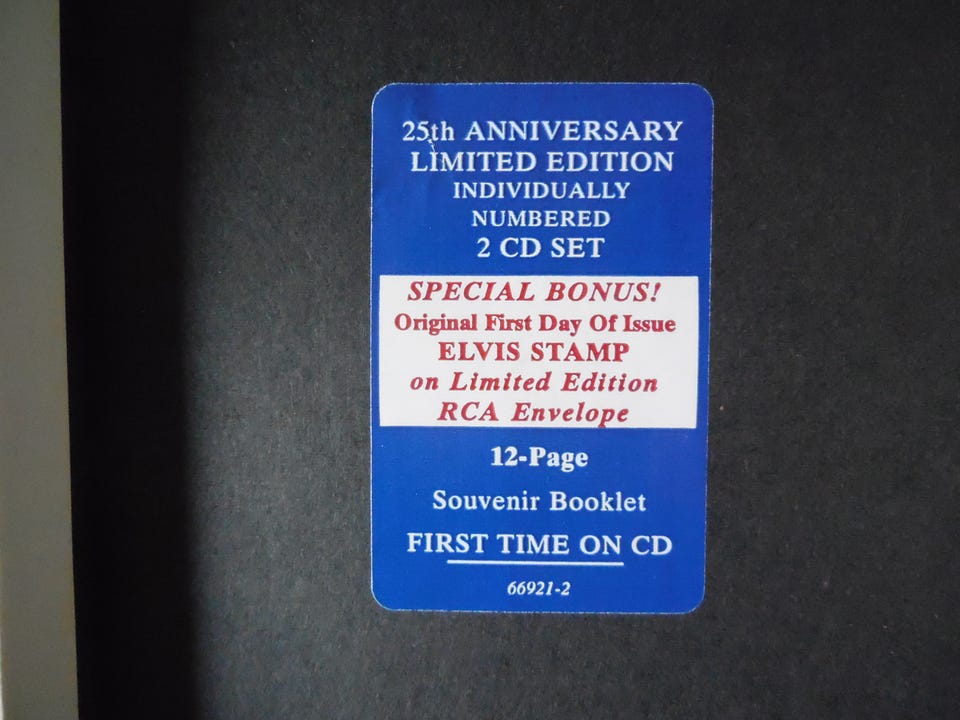 25th ANNIVERSARY
LIMITED EDITION
INDIVIDUALLY
NUMBERED
2 CD SET
SPECIAL BONUS!
Original First Day Of Issue
ELVIS STAMP
on Limited Edition
RCA Envelope
12-Page
Souvenir Booklet
FIRST TIME ON CD
66921-2